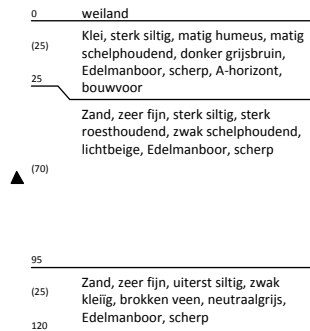 0 weiland
(25) Klei, sterk siltig, matig humeus, matig
schelphoudend, donker grijsbruin,
Edelmanboor, scherp, A-horizont,
bouwvoor
25
Zand, zeer fijn, sterk siltig, sterk
roesthoudend, zwak schelphoudend,
lichtbeige, Edelmanboor, scherp
(70)
95
Zand, zeer fijn, uiterst siltig, zwak
(25) kleiïg, brokken veen, neutraalgrijs,
Edelmanboor, scherp
120